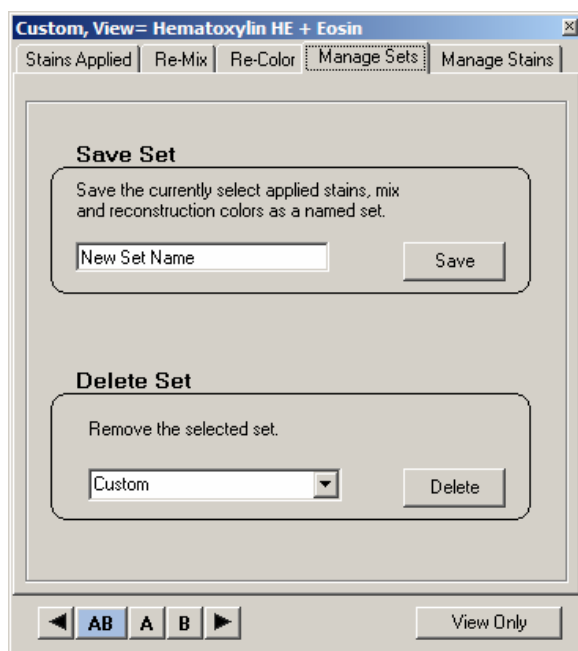 Custom, View= Hematoxylin HE + Eosin
Stains Applied Re-Mix Re-Color Manage Sets Manage Stains
Save Set
Save the currently select applied stains, mix
and reconstruction colors as a named set.
New Set Name Save
Delete Set
Remove the selected set.
Custom Delete
AB A B View Only